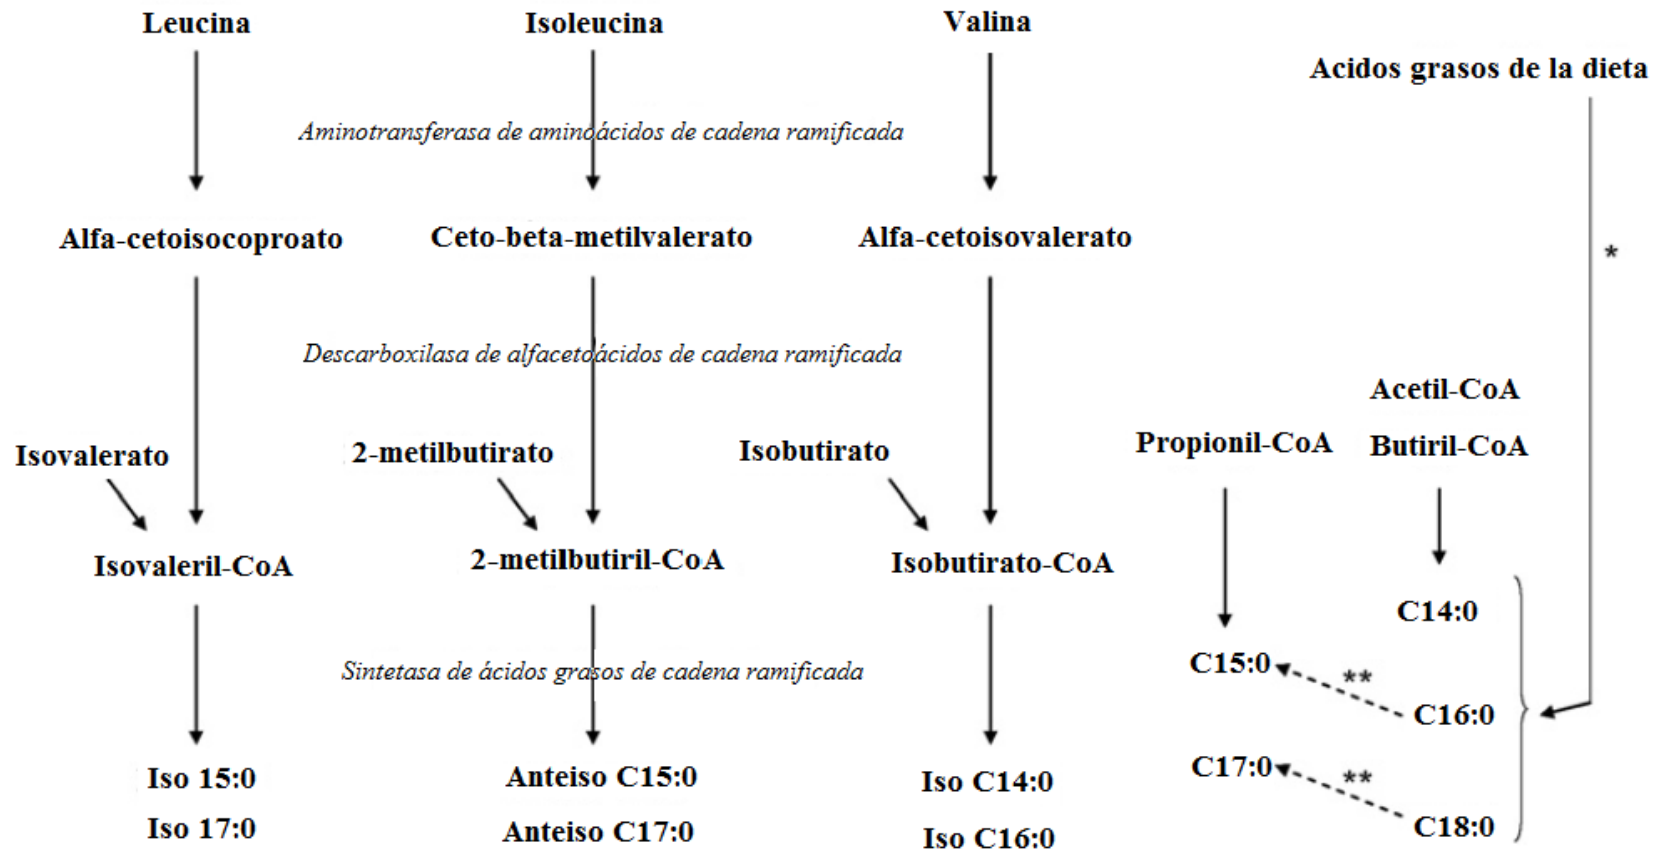 Leucina
Isoleucina
Valina
Acidos grasos de la dieta
Aminotransferasa de aminoácidos de cadena ramificada
Alfa-cetoisocoproato
Ceto-beta-metilvalerato
Alfa-cetoisovalerato
*
Descarboxilasa de alfacetoácidos de cadena ramificada
Acetil-CoA
Isovalerato
2-metilbutirato
Isobutirato
Propionil-CoA
Butiril-CoA
Isovaleril-CoA
2-metilbutiril-CoA
Isobutirato-CoA
C14:0
Sintetasa de ácidos grasos de cadena ramificada
C15:0
**
C16:0
Iso 15:0
Anteiso C15:0
Iso C14:0
C17:0
**
Iso 17:0
Anteiso C17:0
Iso C16:0
C18:0